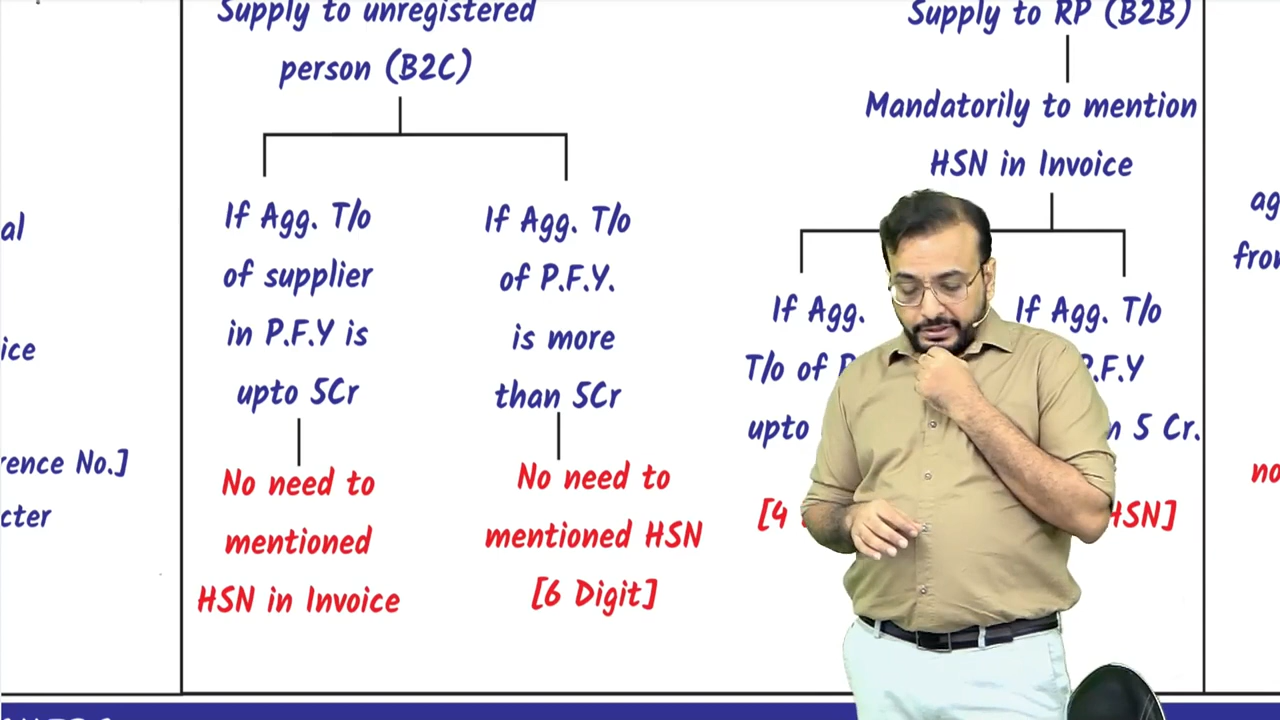 Supply to unregistered
person (B2C)
If Agg. T/o
of supplier
in P.F.Y is
upto 5Cr
No need to
mentioned
HSN in Invoice
If Agg. T/o
of P.F.Y.
is more
than 5Cr
No need to
mentioned HSN
[6 Digit]
Supply to RP (B2B)
Mandatorily to mention
HSN in Invoice
If Agg.
T/o of
upto
[4
If Agg. T/o
P.F.Y
5 Cr.
HSN]
al
ice
rence No.]
cter
ag
no